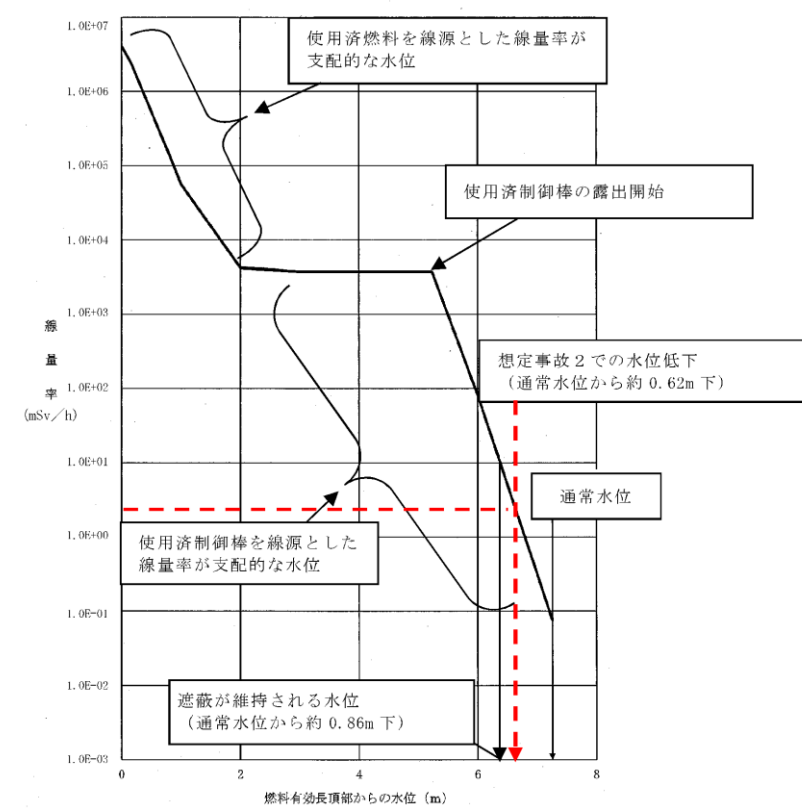 1.0E+07
使用済燃料を線源とした線量率が
支配的な水位
1.0E+06
1.0E+05
使用済制御棒の露出開始
1.0E+04
1.0E+03
線
量
率
(mSv／h)
想定事故２での水位低下
（通常水位から約 0.62m 下）
1.0E+02
1.0E+01
通常水位
1.0E+00
使用済制御棒を線源とした
線量率が支配的な水位
1.0E-01
1.0E-02
遮蔽が維持される水位
（通常水位から約 0.86m 下）
1.0E-03
0 2 4 6 8
燃料有効長頂部からの水位（m）